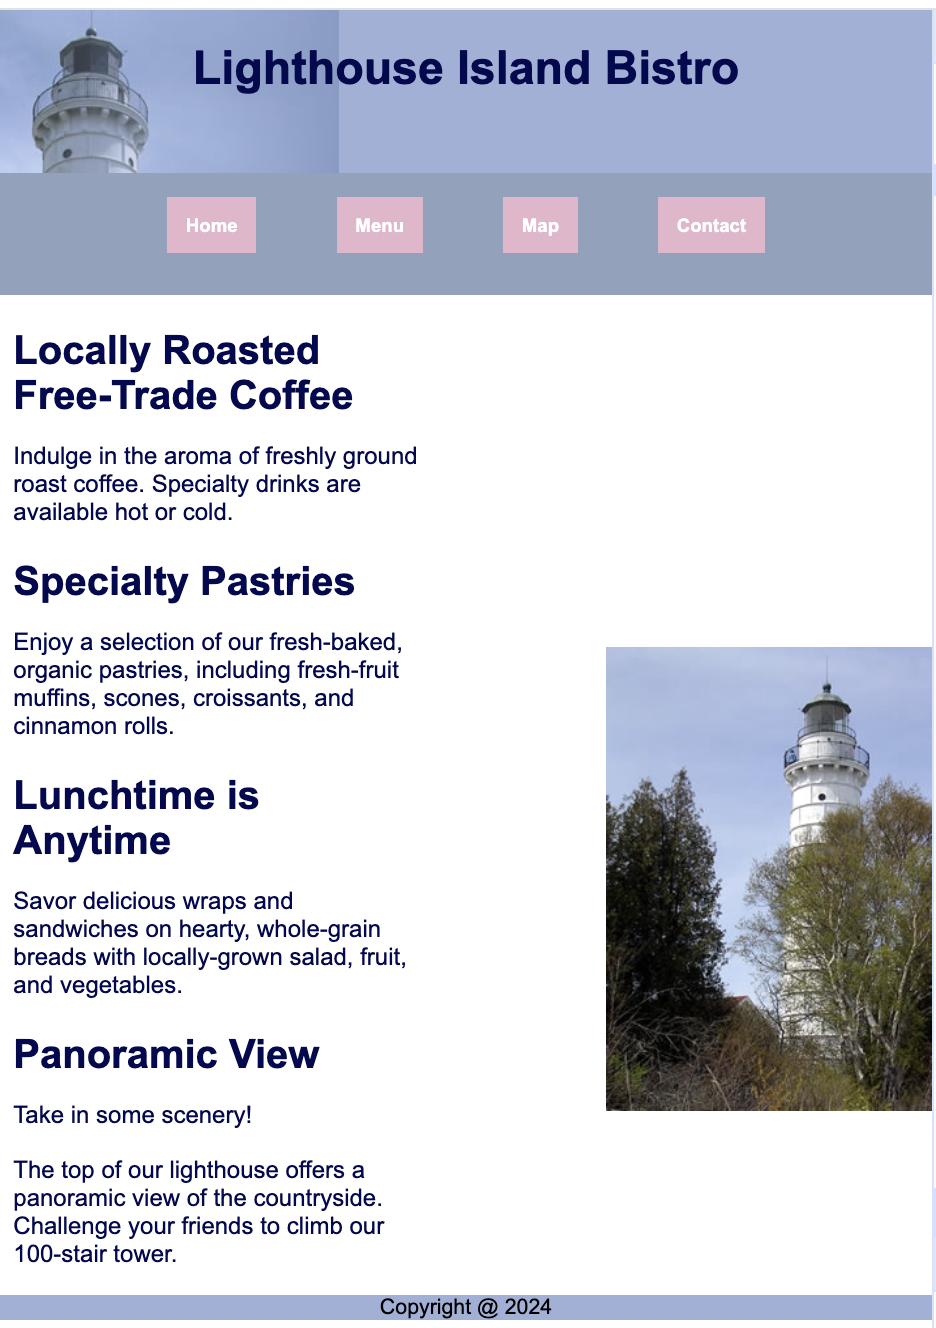 Lighthouse Island Bistro
Home Menu Map Contact
Locally Roasted
Free-Trade Coffee
Indulge in the aroma of freshly ground
roast coffee. Specialty drinks are
available hot or cold.
Specialty Pastries
Enjoy a selection of our fresh-baked,
organic pastries, including fresh-fruit
muffins, scones, croissants, and
cinnamon rolls.
Lunchtime is
Anytime
Savor delicious wraps and
sandwiches on hearty, whole-grain
breads with locally-grown salad, fruit,
and vegetables.
Panoramic View
Take in some scenery!
The top of our lighthouse offers a
panoramic view of the countryside.
Challenge your friends to climb our
100-stair tower.
Copyright @ 2024